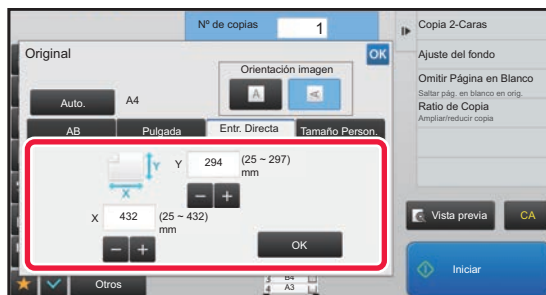 Nº de copias 1
Original
OK
Orientación imagen
A A
Auto. A4
AB Pulgada Entr. Directa Tamaño Person.
Y
X
Y 294 (25 ~ 297)
mm
X 432 (25 ~ 432)
mm
OK
Otros
A3
Copia 2-Caras
Ajuste del fondo
Omitir Página en Blanco
Saltar pág. en blanco en orig.
Ratio de Copia
Ampliar/reducir copia
Vista previa CA
Iniciar